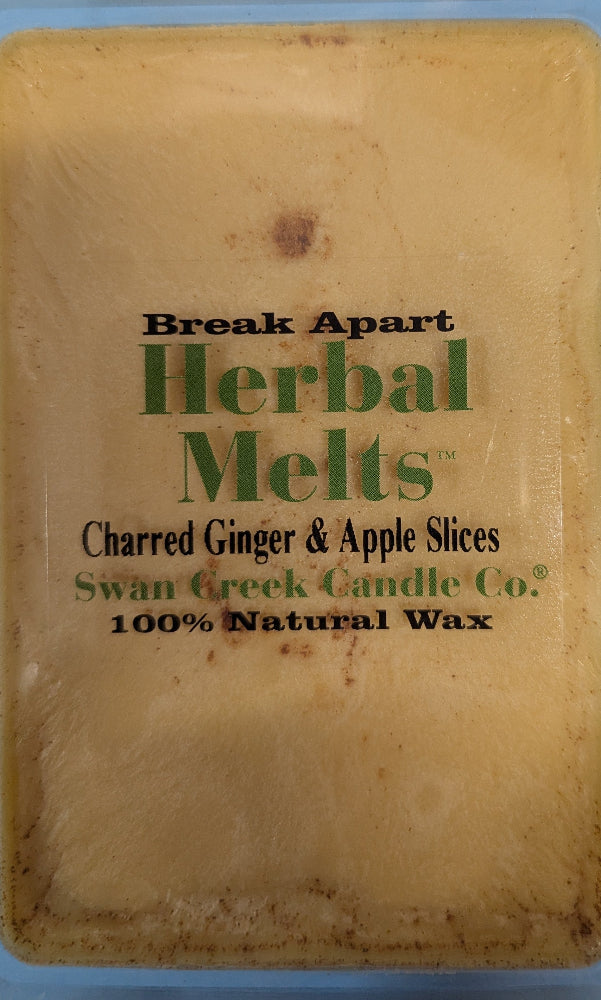 Break Apart
Herbal
Melts™
Charred Ginger & Apple Slices
Swan Creek Candle Co.®
100% Natural Wax